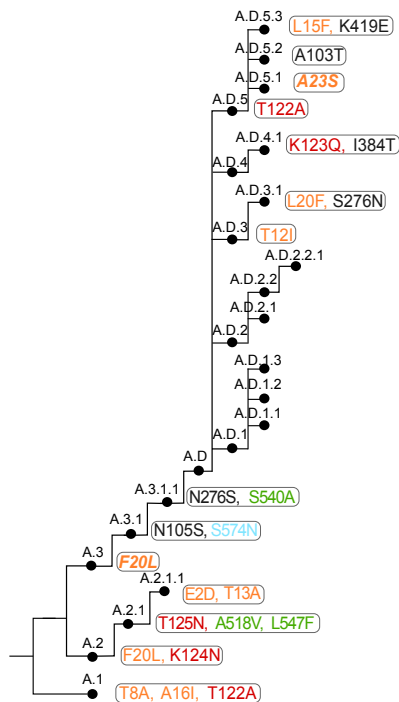 A.D.5.3
L15F, K419E
A.D.5.2
A103T
A.D.5.1
A23S
A.D.5
T122A
A.D.4.1
K123Q, I384T
A.D.4
A.D.3.1
L20F, S276N
A.D.3
T12I
A.D.2.2.1
A.D.2.2
A.D.2.1
A.D.2
A.D.1.3
A.D.1.2
A.D.1.1
A.D.1
A.D
A.3.1.1
N276S, S540A
A.3.1
N105S, S574N
A.3
F20L
A.2.1.1
E2D, T13A
A.2.1
T125N, A518V, L547F
A.2
F20L, K124N
A.1
T8A, A16I, T122A